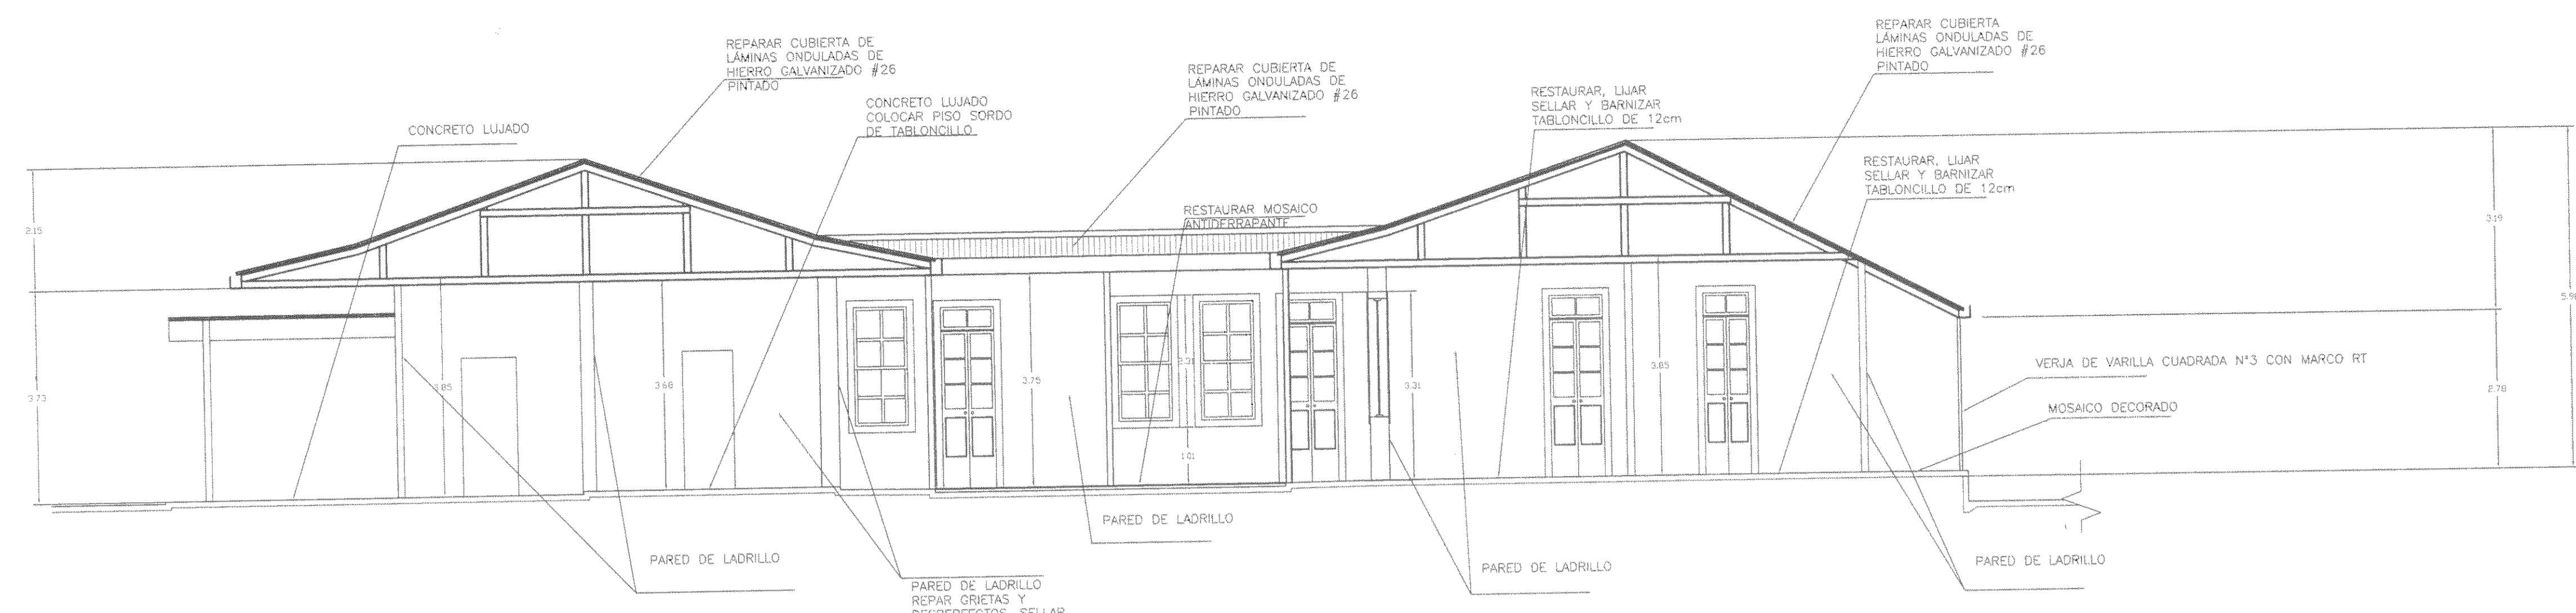 REPARAR CUBIERTA DE
LÁMINAS ONDULADAS DE
HIERRO GALVANIZADO #26
PINTADO
CONCRETO LUJADO
CONCRETO LUJADO
COLOCAR PISO SORDO
DE TABLONCILLO
REPARAR CUBIERTA DE
LÁMINAS ONDULADAS DE
HIERRO GALVANIZADO #26
PINTADO
RESTAURAR MOSAICO
ANTIDERRAPANTE
RESTAURAR, LIJAR
SELLAR Y BARNIZAR
TABLONCILLO DE 12cm
REPARAR CUBIERTA
LÁMINAS ONDULADAS DE
HIERRO GALVANIZADO #26
PINTADO
RESTAURAR, LIJAR
SELLAR Y BARNIZAR
TABLONCILLO DE 12cm
2.15
3.73
3.85
3.68
3.75
2.31
1.01
3.31
3.85
3.19
2.78
VERJA DE VARILLA CUADRADA Nº3 CON MARCO RT
MOSAICO DECORADO
PARED DE LADRILLO
PARED DE LADRILLO
REPAR GRIETAS Y
DESPERFECTOS, SELLAR
PARED DE LADRILLO
PARED DE LADRILLO
PARED DE LADRILLO